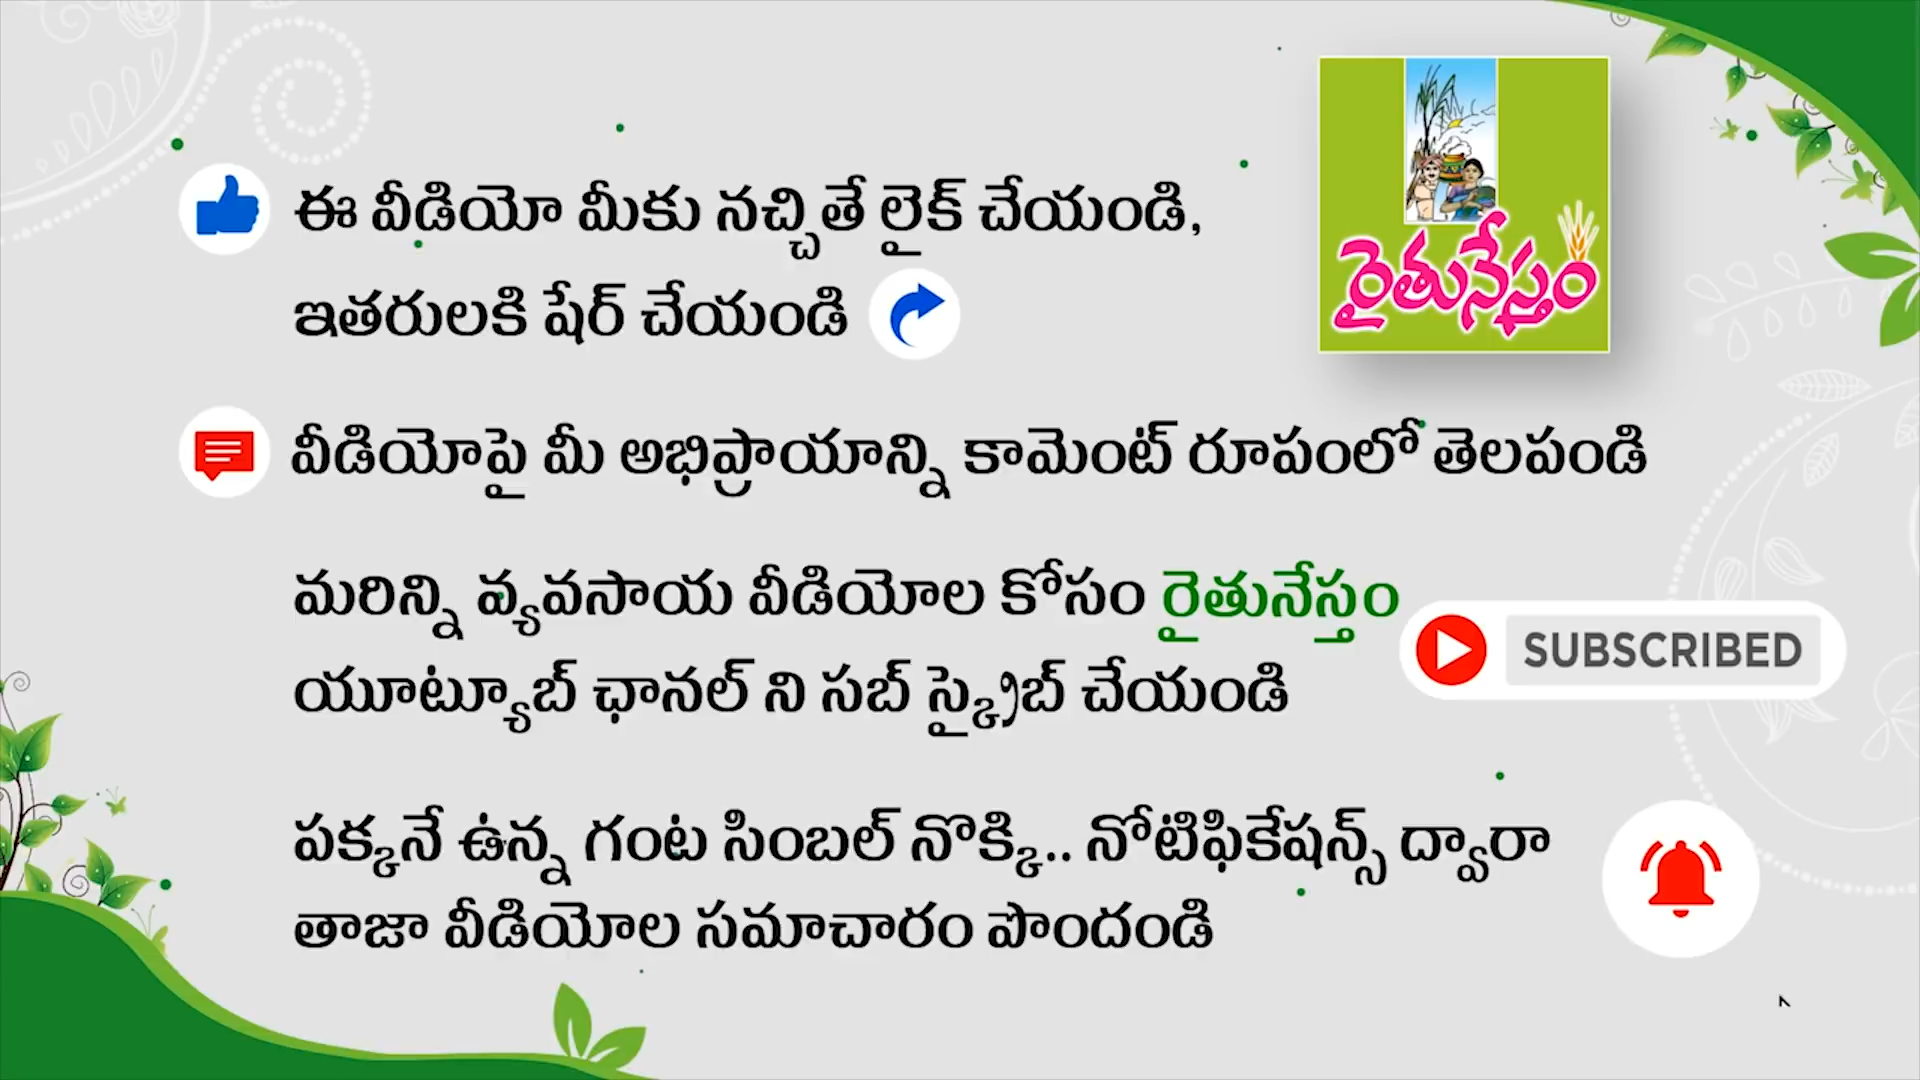 ఈ వీడియో మీకు నచ్చితే లైక్ చేయండి,
ఇతరులకి షేర్ చేయండి
రైతునేస్తం
వీడియోపై మీ అభిప్రాయాన్ని కామెంట్ రూపంలో తెలపండి
మరిన్ని వ్యవసాయ వీడియోల కోసం రైతునేస్తం
యూట్యూబ్ ఛానల్ ని సబ్ స్క్రైబ్ చేయండి
SUBSCRIBED
పక్కనే ఉన్న గంట సింబల్ నొక్కి.. నోటిఫికేషన్స్ ద్వారా
తాజా వీడియోల సమాచారం పొందండి